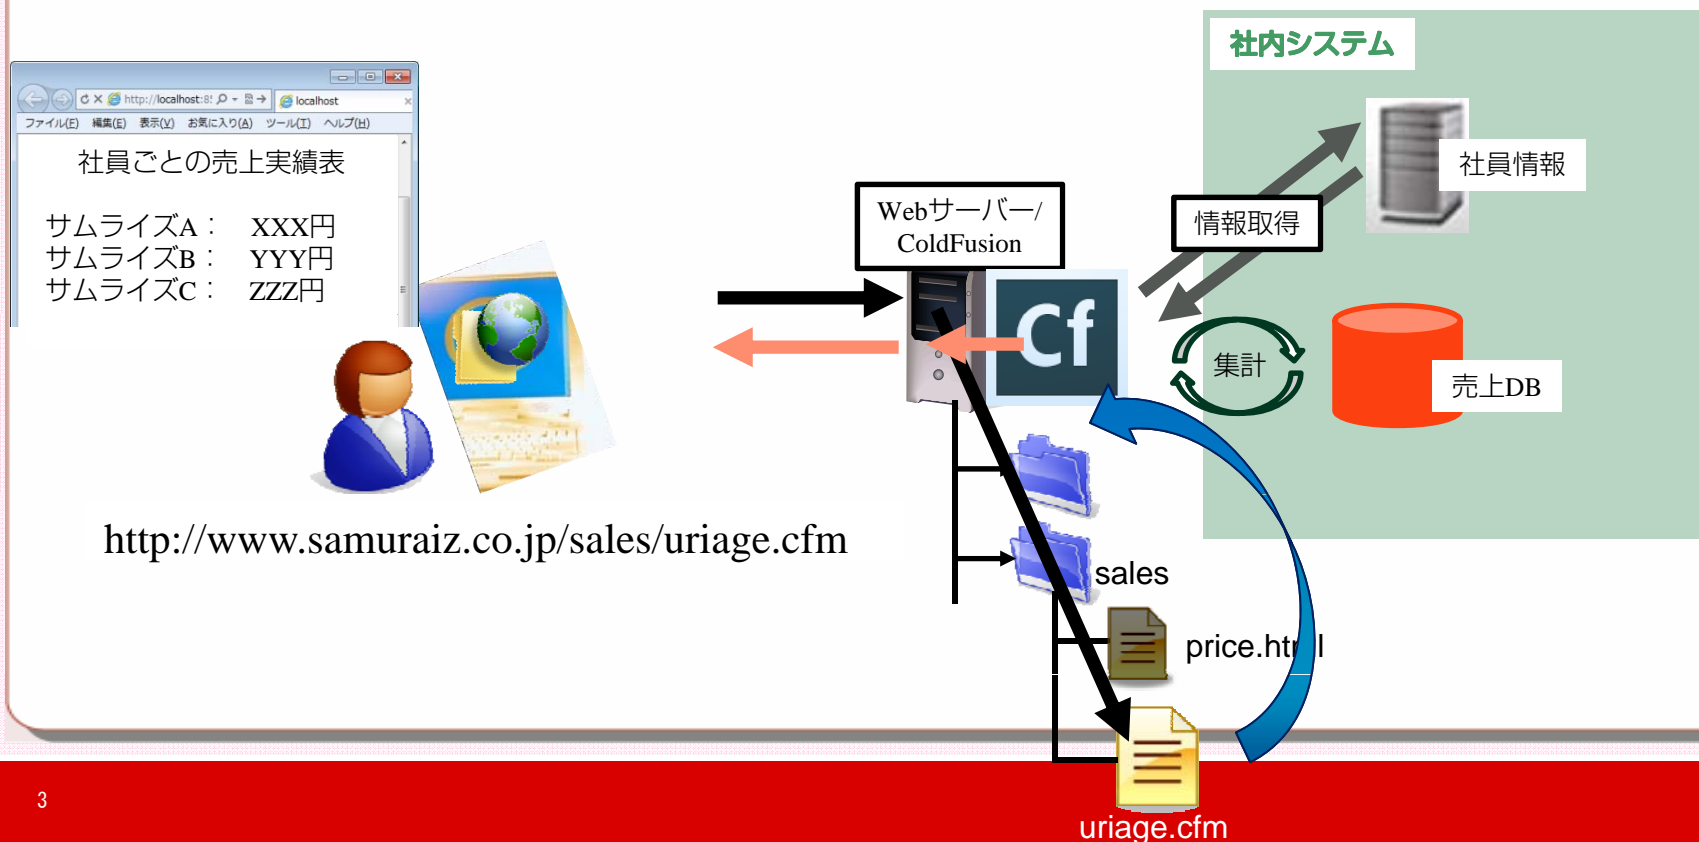 社内システム
http://localhost:8!
localhost
ファイル(F) 編集(E) 表示(V) お気に入り(A) ツール(T) ヘルプ(H)
社員ごとの売上実績表
サムライズA： XXX円
サムライズB： YYY円
サムライズC： ZZZ円
Webサーバー/
ColdFusion
Cf
情報取得
社員情報
集計
売上DB
http://www.samuraiz.co.jp/sales/uriage.cfm
sales
price.html
uriage.cfm
3